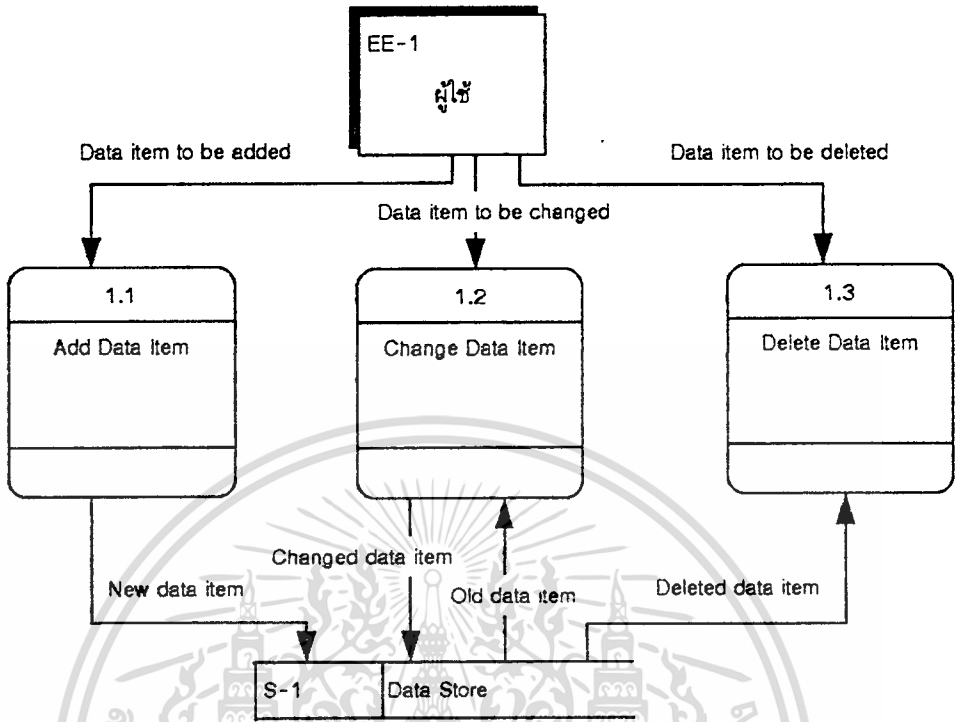 EE-1
ผู้ใช้
Data item to be added
Data item to be deleted
Data item to be changed
1.1
1.2
1.3
Add Data Item
Change Data Item
Delete Data Item
Changed data item
New data item
Old data item
Deleted data item
S-1
Data Store